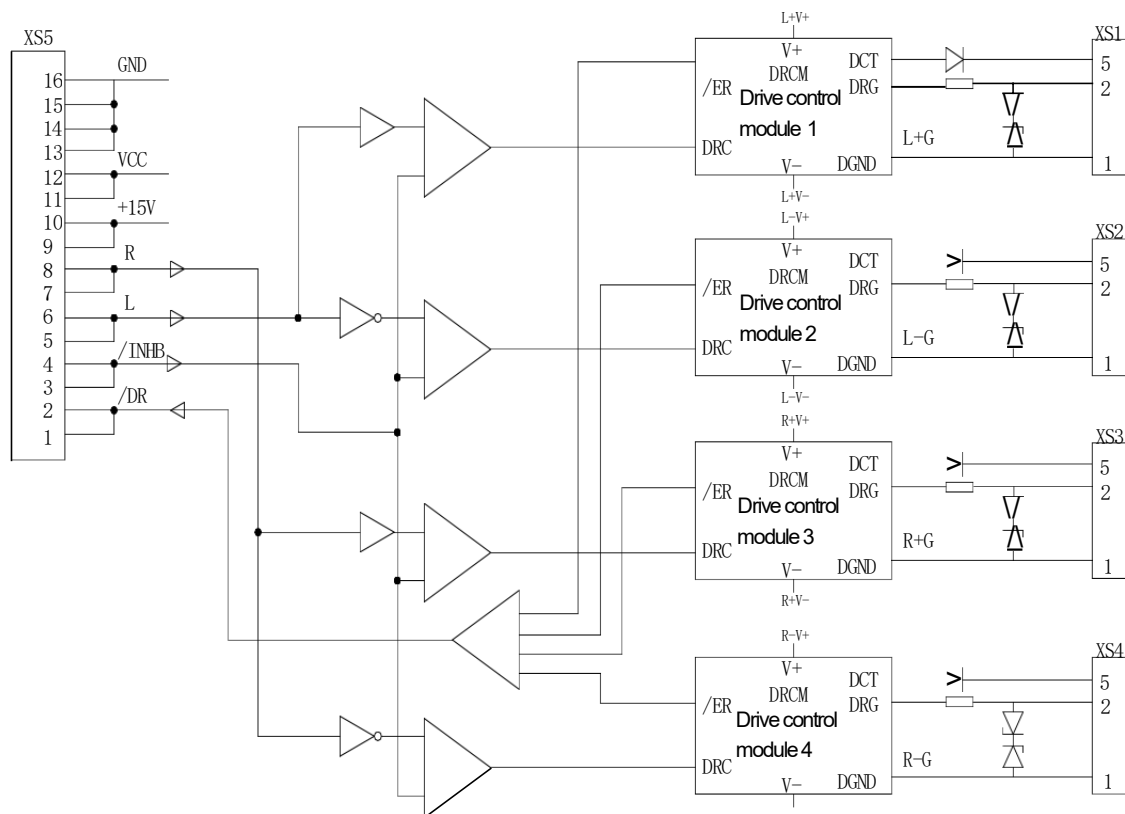 XS5
16
GND
15
14
13
12
VCC
11
10
+15V
9
8
R
7
6
L
5
4
/INHB
3
2
/DR
1
L+V+
V+
DRCM
/ER
Drive control
module 1
DRC
DCT
DRG
DGND
V-
L+V-
L+G
XS1
5
2
1
L-V+
V+
DRCM
/ER
Drive control
module 2
DRC
DCT
DRG
DGND
V-
L-V-
L-G
XS2
5
2
1
R+V+
V+
DRCM
/ER
Drive control
module 3
DRC
DCT
DRG
DGND
V-
R+V-
R+G
XS3
5
2
1
R-V+
V+
DRCM
/ER
Drive control
module 4
DRC
DCT
DRG
DGND
V-
R-G
XS4
5
2
1